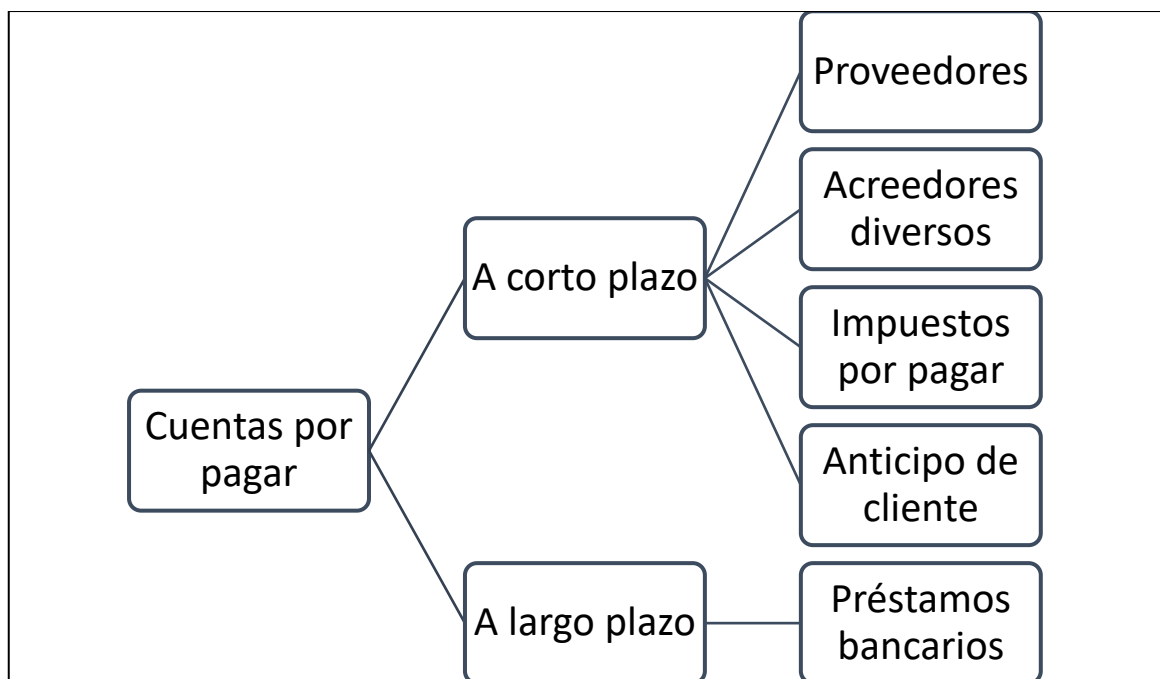 Cuentas por
pagar
A corto plazo
Proveedores
Acreedores
diversos
Impuestos
por pagar
Anticipo de
cliente
A largo plazo
Préstamos
bancarios